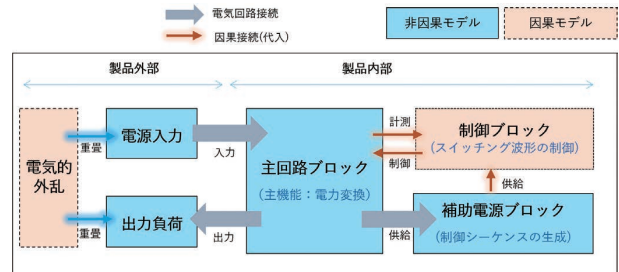 電気回路接続
因果接続(代入)
非因果モデル
因果モデル
製品外部
製品内部
電気的
外乱
重畳
重畳
電源入力
出力負荷
入力
出力
主回路ブロック
(主機能：電力変換)
計測
制御
供給
制御ブロック
(スイッチング波形の制御)
供給
補助電源ブロック
(制御シーケンスの生成)